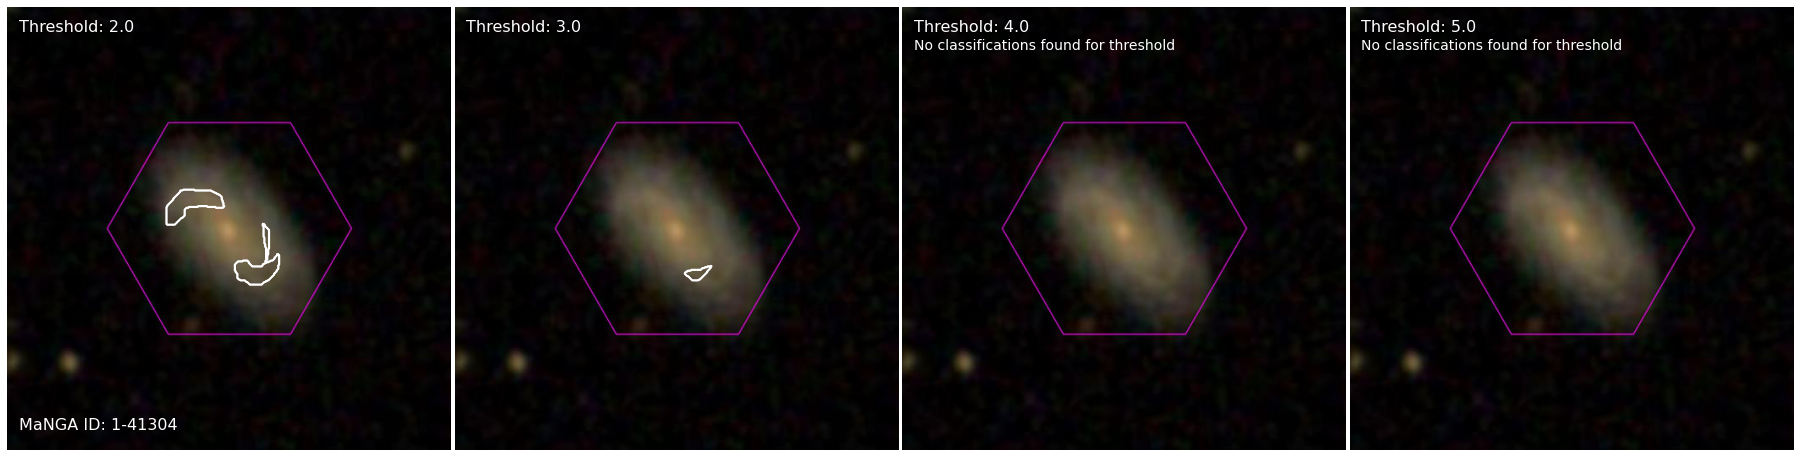 Threshold: 2.0
MaNGA ID: 1-41304
Threshold: 3.0
Threshold: 4.0
No classifications found for threshold
Threshold: 5.0
No classifications found for threshold